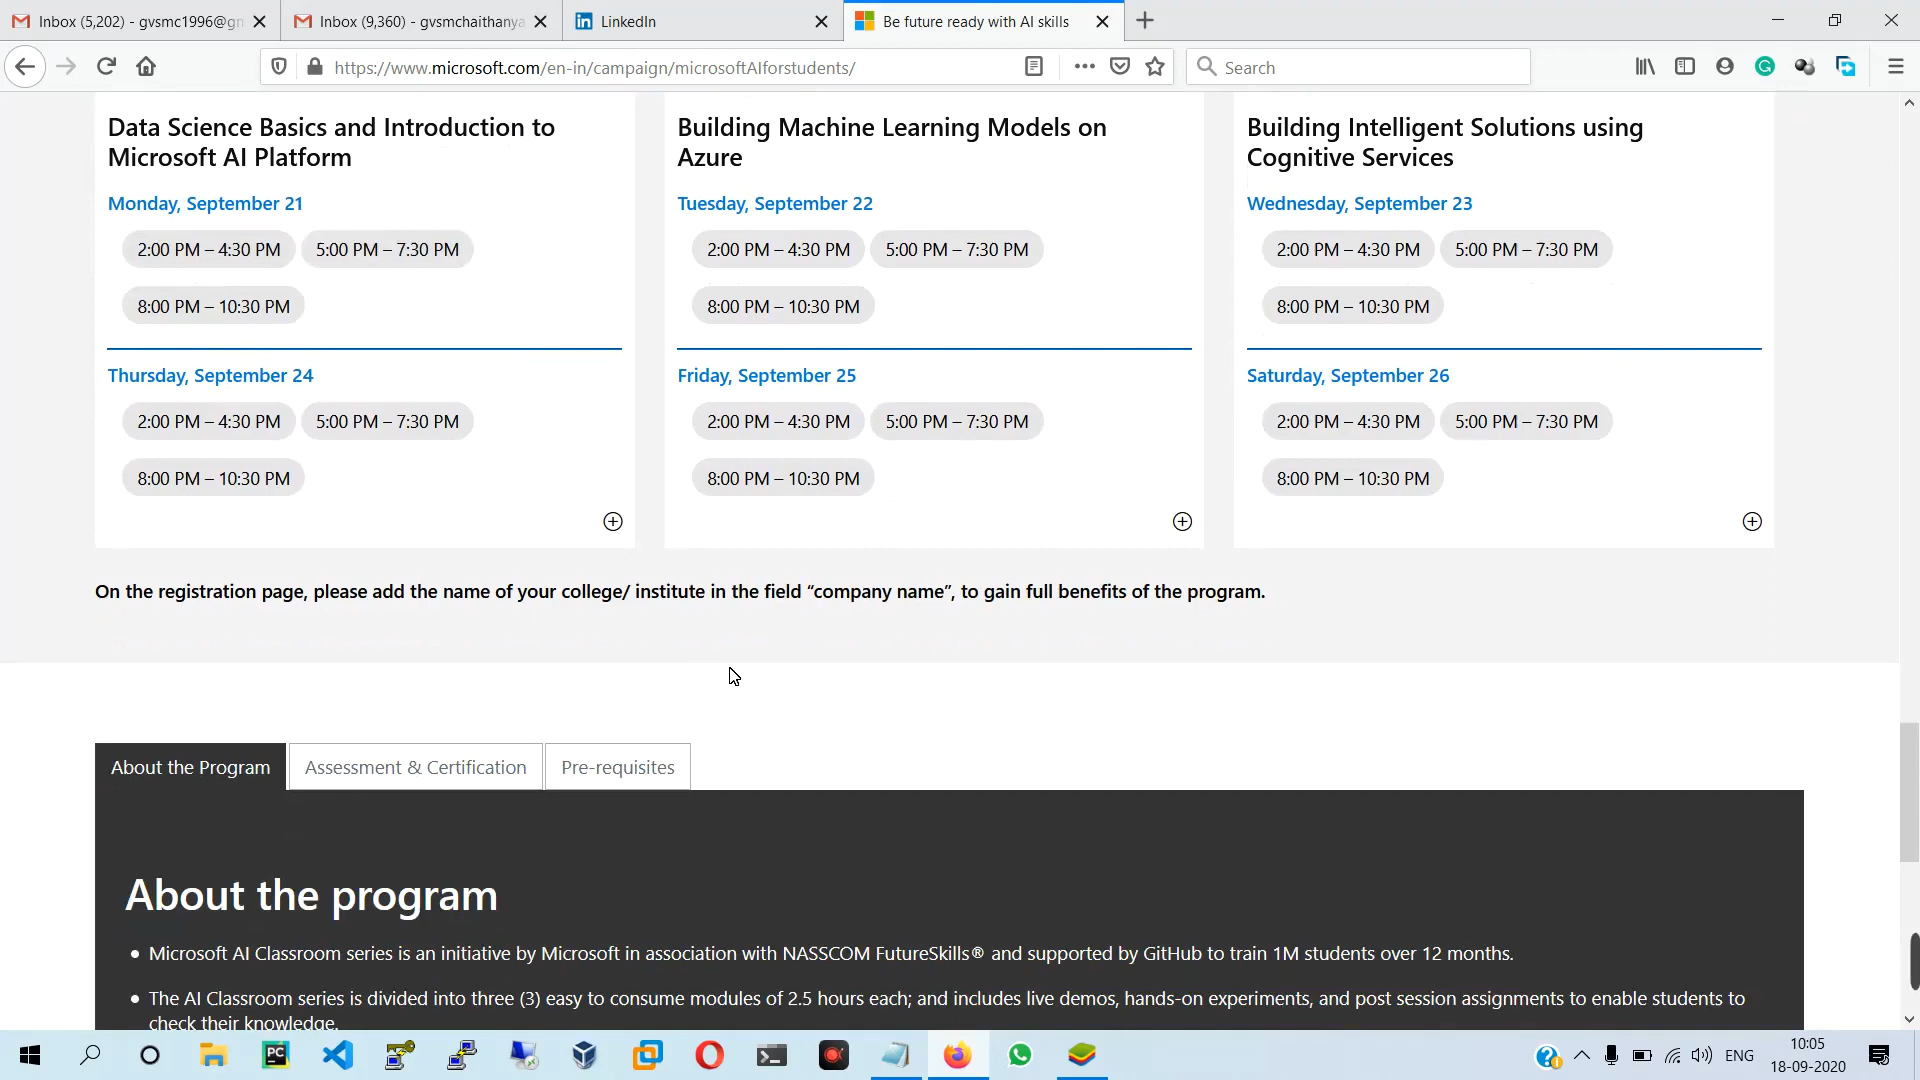 Inbox (5,202) - gvsmc1996@gm
Inbox (9,360) - gvsmchaithanya
LinkedIn
Be future ready with AI skills
https://www.microsoft.com/en-in/campaign/microsoftAIforstudents/
Search
Data Science Basics and Introduction to
Microsoft AI Platform
Monday, September 21
2:00 PM – 4:30 PM
5:00 PM – 7:30 PM
8:00 PM – 10:30 PM
Thursday, September 24
2:00 PM – 4:30 PM
5:00 PM – 7:30 PM
8:00 PM – 10:30 PM
Building Machine Learning Models on
Azure
Tuesday, September 22
2:00 PM – 4:30 PM
5:00 PM – 7:30 PM
8:00 PM – 10:30 PM
Friday, September 25
2:00 PM – 4:30 PM
5:00 PM – 7:30 PM
8:00 PM – 10:30 PM
Building Intelligent Solutions using
Cognitive Services
Wednesday, September 23
2:00 PM – 4:30 PM
5:00 PM – 7:30 PM
8:00 PM – 10:30 PM
Saturday, September 26
2:00 PM – 4:30 PM
5:00 PM – 7:30 PM
8:00 PM – 10:30 PM
On the registration page, please add the name of your college/ institute in the field “company name”, to gain full benefits of the program.
About the Program
Assessment & Certification
Pre-requisites
About the program
• Microsoft AI Classroom series is an initiative by Microsoft in association with NASSCOM FutureSkills® and supported by GitHub to train 1M students over 12 months.
• The AI Classroom series is divided into three (3) easy to consume modules of 2.5 hours each; and includes live demos, hands-on experiments, and post session assignments to enable students to
check their knowledge.
ENG
10:05
18-09-2020